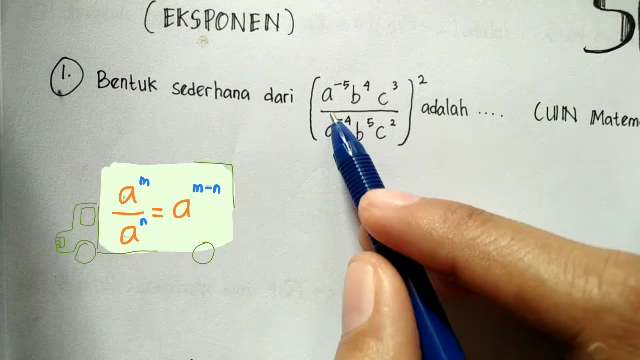 (EKSPONEN)
S
1. Bentuk sederhana dari (a⁻⁵b⁴c³ / a⁻⁴b⁵c²)² adalah .... (UIN Matem
aᵐ/aⁿ = aᵐ⁻ⁿ